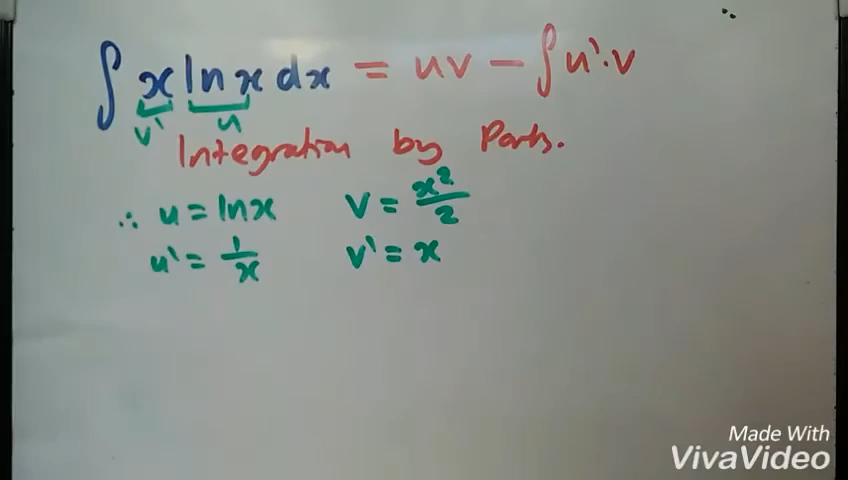 ∫ x ln x dx = uv − ∫ u'·v
v' u
Integration by Parts.
∴ u = ln x v = x²/2
u' = 1/x v' = x
Made With
VivaVideo